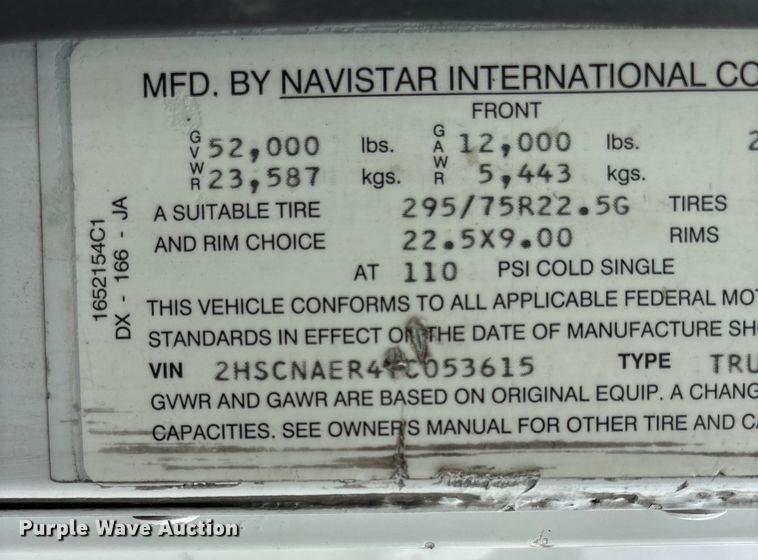 MFD. BY NAVISTAR INTERNATIONAL CO
FRONT
GVWR 52,000 lbs. GAWR 12,000 lbs. 2
23,587 kgs. 5,443 kgs.
A SUITABLE TIRE 295/75R22.5G TIRES
AND RIM CHOICE 22.5X9.00 RIMS
AT 110 PSI COLD SINGLE
THIS VEHICLE CONFORMS TO ALL APPLICABLE FEDERAL MOT
STANDARDS IN EFFECT ON THE DATE OF MANUFACTURE SH
VIN TYPE TRU
GVWR AND GAWR ARE BASED ON ORIGINAL EQUIP. A CHANG
CAPACITIES. SEE OWNER'S MANUAL FOR OTHER TIRE AND CA
1652154C1
DX - 166 - JA
Purple Wave Auction